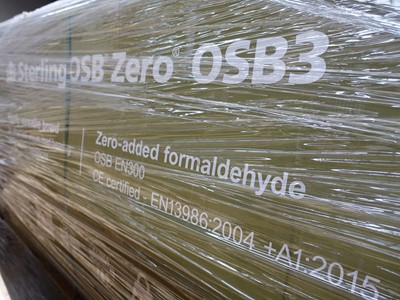 Sterling OSB Zero® OSB3
Zero-added formaldehyde
OSB EN300
CE certified - EN13986:2004 +A1:2015